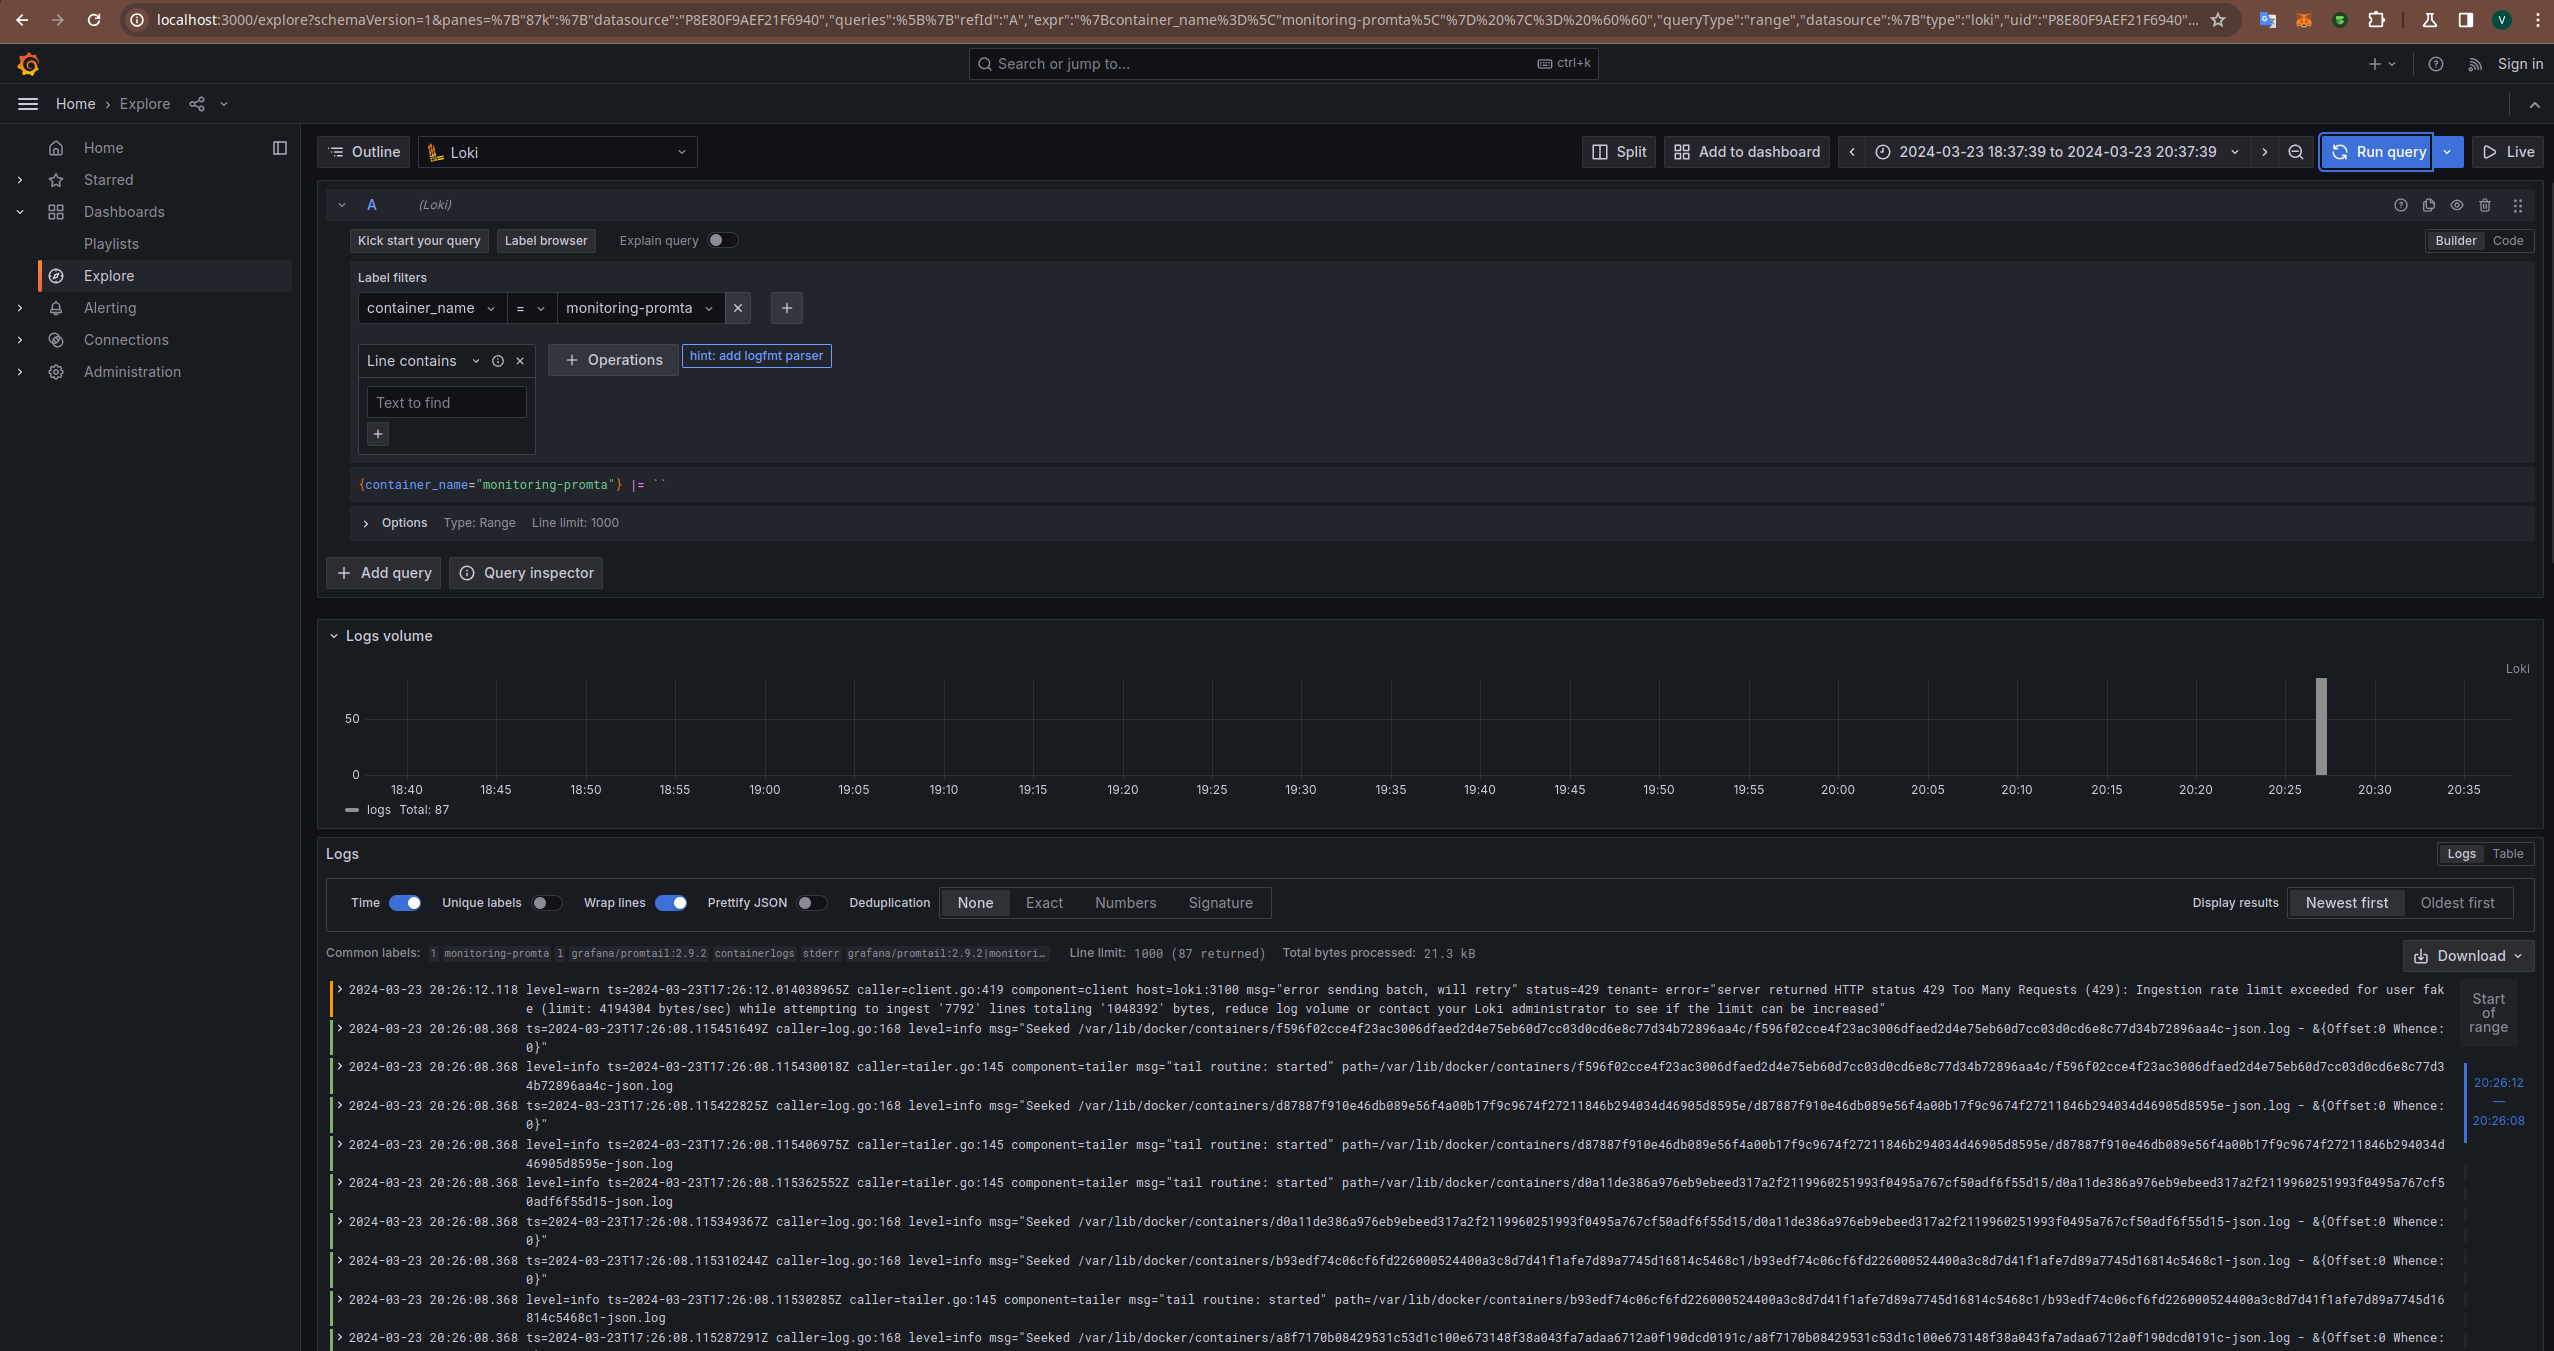 localhost:3000/explore?schemaVersion=1&panes=%7B"87k":%7B"datasource":"P8E80F9AEF21F6940","queries":%5B%7B"refId":"A","expr":"%7Bcontainer_name%3D%5C"monitoring-promta%5C"%7D%20%7C%3D%20%60%60","queryType":"range","datasource":%7B"type":"loki","uid":"P8E80F9AEF21F6940"...
V
Search or jump to...
ctrl+k
Sign in
Home › Explore
Home
Starred
Dashboards
Playlists
Explore
Alerting
Connections
Administration
Outline
Loki
Split
Add to dashboard
2024-03-23 18:37:39 to 2024-03-23 20:37:39
Run query
Live
A (Loki)
Kick start your query
Label browser
Explain query
Builder
Code
Label filters
container_name = monitoring-promta
Line contains
Operations
hint: add logfmt parser
Text to find
{container_name="monitoring-promta"} |= ``
Options Type: Range Line limit: 1000
Add query
Query inspector
Logs volume
Loki
50
0
18:40 18:45 18:50 18:55 19:00 19:05 19:10 19:15 19:20 19:25 19:30 19:35 19:40 19:45 19:50 19:55 20:00 20:05 20:10 20:15 20:20 20:25 20:30 20:35
logs Total: 87
Logs
Logs Table
Time Unique labels Wrap lines Prettify JSON Deduplication None Exact Numbers Signature
Display results Newest first Oldest first
Common labels: 1 monitoring-promta 1 grafana/promtail:2.9.2 containerlogs stderr grafana/promtail:2.9.2|monitori... Line limit: 1000 (87 returned) Total bytes processed: 21.3 kB
Download
2024-03-23 20:26:12.118 level=warn ts=2024-03-23T17:26:12.014038965Z caller=client.go:419 component=client host=loki:3100 msg="error sending batch, will retry" status=429 tenant= error="server returned HTTP status 429 Too Many Requests (429): Ingestion rate limit exceeded for user fak
e (limit: 4194304 bytes/sec) while attempting to ingest '7792' lines totaling '1048392' bytes, reduce log volume or contact your Loki administrator to see if the limit can be increased"
2024-03-23 20:26:08.368 ts=2024-03-23T17:26:08.115451649Z caller=log.go:168 level=info msg="Seeked /var/lib/docker/containers/f596f02cce4f23ac3006dfaed2d4e75eb60d7cc03d0cd6e8c77d34b72896aa4c/f596f02cce4f23ac3006dfaed2d4e75eb60d7cc03d0cd6e8c77d34b72896aa4c-json.log - &{Offset:0 Whence:
0}"
2024-03-23 20:26:08.368 level=info ts=2024-03-23T17:26:08.115430018Z caller=tailer.go:145 component=tailer msg="tail routine: started" path=/var/lib/docker/containers/f596f02cce4f23ac3006dfaed2d4e75eb60d7cc03d0cd6e8c77d34b72896aa4c/f596f02cce4f23ac3006dfaed2d4e75eb60d7cc03d0cd6e8c77d3
4b72896aa4c-json.log
2024-03-23 20:26:08.368 ts=2024-03-23T17:26:08.115422825Z caller=log.go:168 level=info msg="Seeked /var/lib/docker/containers/d87887f910e46db089e56f4a00b17f9c9674f27211846b294034d46905d8595e/d87887f910e46db089e56f4a00b17f9c9674f27211846b294034d46905d8595e-json.log - &{Offset:0 Whence:
0}"
2024-03-23 20:26:08.368 level=info ts=2024-03-23T17:26:08.115406975Z caller=tailer.go:145 component=tailer msg="tail routine: started" path=/var/lib/docker/containers/d87887f910e46db089e56f4a00b17f9c9674f27211846b294034d46905d8595e/d87887f910e46db089e56f4a00b17f9c9674f27211846b294034d
46905d8595e-json.log
2024-03-23 20:26:08.368 level=info ts=2024-03-23T17:26:08.115362552Z caller=tailer.go:145 component=tailer msg="tail routine: started" path=/var/lib/docker/containers/d0a11de386a976eb9ebeed317a2f2119960251993f0495a767cf50adf6f55d15/d0a11de386a976eb9ebeed317a2f2119960251993f0495a767cf5
0adf6f55d15-json.log
2024-03-23 20:26:08.368 ts=2024-03-23T17:26:08.115349367Z caller=log.go:168 level=info msg="Seeked /var/lib/docker/containers/d0a11de386a976eb9ebeed317a2f2119960251993f0495a767cf50adf6f55d15/d0a11de386a976eb9ebeed317a2f2119960251993f0495a767cf50adf6f55d15-json.log - &{Offset:0 Whence:
0}"
2024-03-23 20:26:08.368 ts=2024-03-23T17:26:08.115310244Z caller=log.go:168 level=info msg="Seeked /var/lib/docker/containers/b93edf74c06cf6fd226000524400a3c8d7d41f1afe7d89a7745d16814c5468c1/b93edf74c06cf6fd226000524400a3c8d7d41f1afe7d89a7745d16814c5468c1-json.log - &{Offset:0 Whence:
0}"
2024-03-23 20:26:08.368 level=info ts=2024-03-23T17:26:08.11530285Z caller=tailer.go:145 component=tailer msg="tail routine: started" path=/var/lib/docker/containers/b93edf74c06cf6fd226000524400a3c8d7d41f1afe7d89a7745d16814c5468c1/b93edf74c06cf6fd226000524400a3c8d7d41f1afe7d89a7745d16
814c5468c1-json.log
2024-03-23 20:26:08.368 ts=2024-03-23T17:26:08.115287291Z caller=log.go:168 level=info msg="Seeked /var/lib/docker/containers/a8f7170b08429531c53d1c100e673148f38a043fa7adaa6712a0f190dcd0191c/a8f7170b08429531c53d1c100e673148f38a043fa7adaa6712a0f190dcd0191c-json.log - &{Offset:0 Whence:
Start
of
range
20:26:12
—
20:26:08